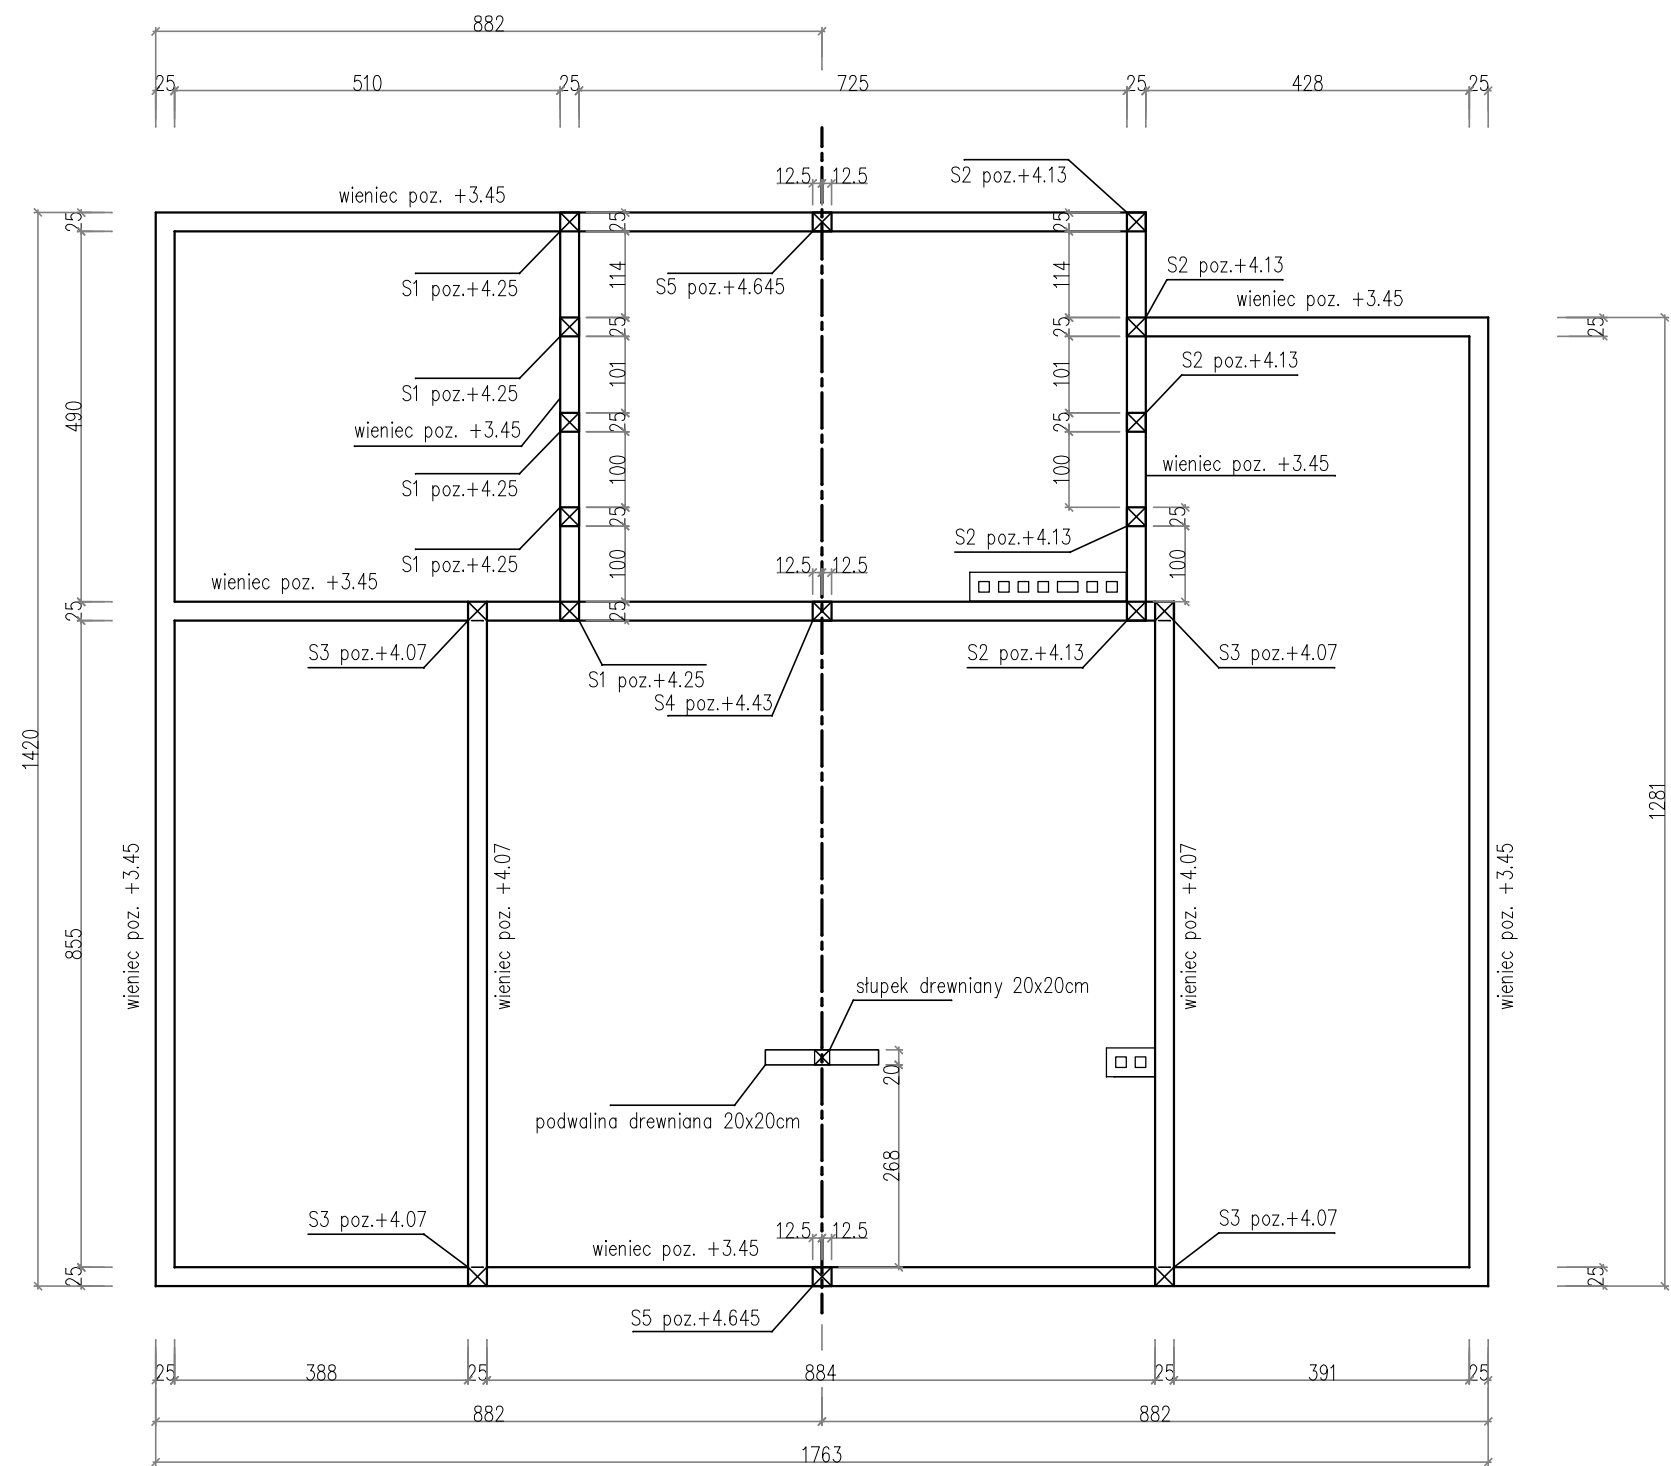 882
25 510 25 725 25 428 25
12.5 12.5
S2 poz.+4.13
wieniec poz. +3.45
25 25 25
114 114
S2 poz.+4.13
S1 poz.+4.25
S5 poz.+4.645
wieniec poz. +3.45
25 25 25
S2 poz.+4.13
101 101
S1 poz.+4.25
490
25 25
wieniec poz. +3.45
wieniec poz. +3.45
100 100
S1 poz.+4.25
25
S2 poz.+4.13
S1 poz.+4.25
100 100
12.5 12.5
wieniec poz. +3.45
25 25
S3 poz.+4.07
S2 poz.+4.13
S3 poz.+4.07
S1 poz.+4.25
S4 poz.+4.43
1420
1281
855
wieniec poz. +3.45
wieniec poz. +4.07
wieniec poz. +4.07
wieniec poz. +3.45
słupek drewniany 20x20cm
20
podwalina drewniana 20x20cm
268
S3 poz.+4.07
S3 poz.+4.07
12.5 12.5
wieniec poz. +3.45
25 25
S5 poz.+4.645
25 388 25 884 25 391 25
882 882
1763